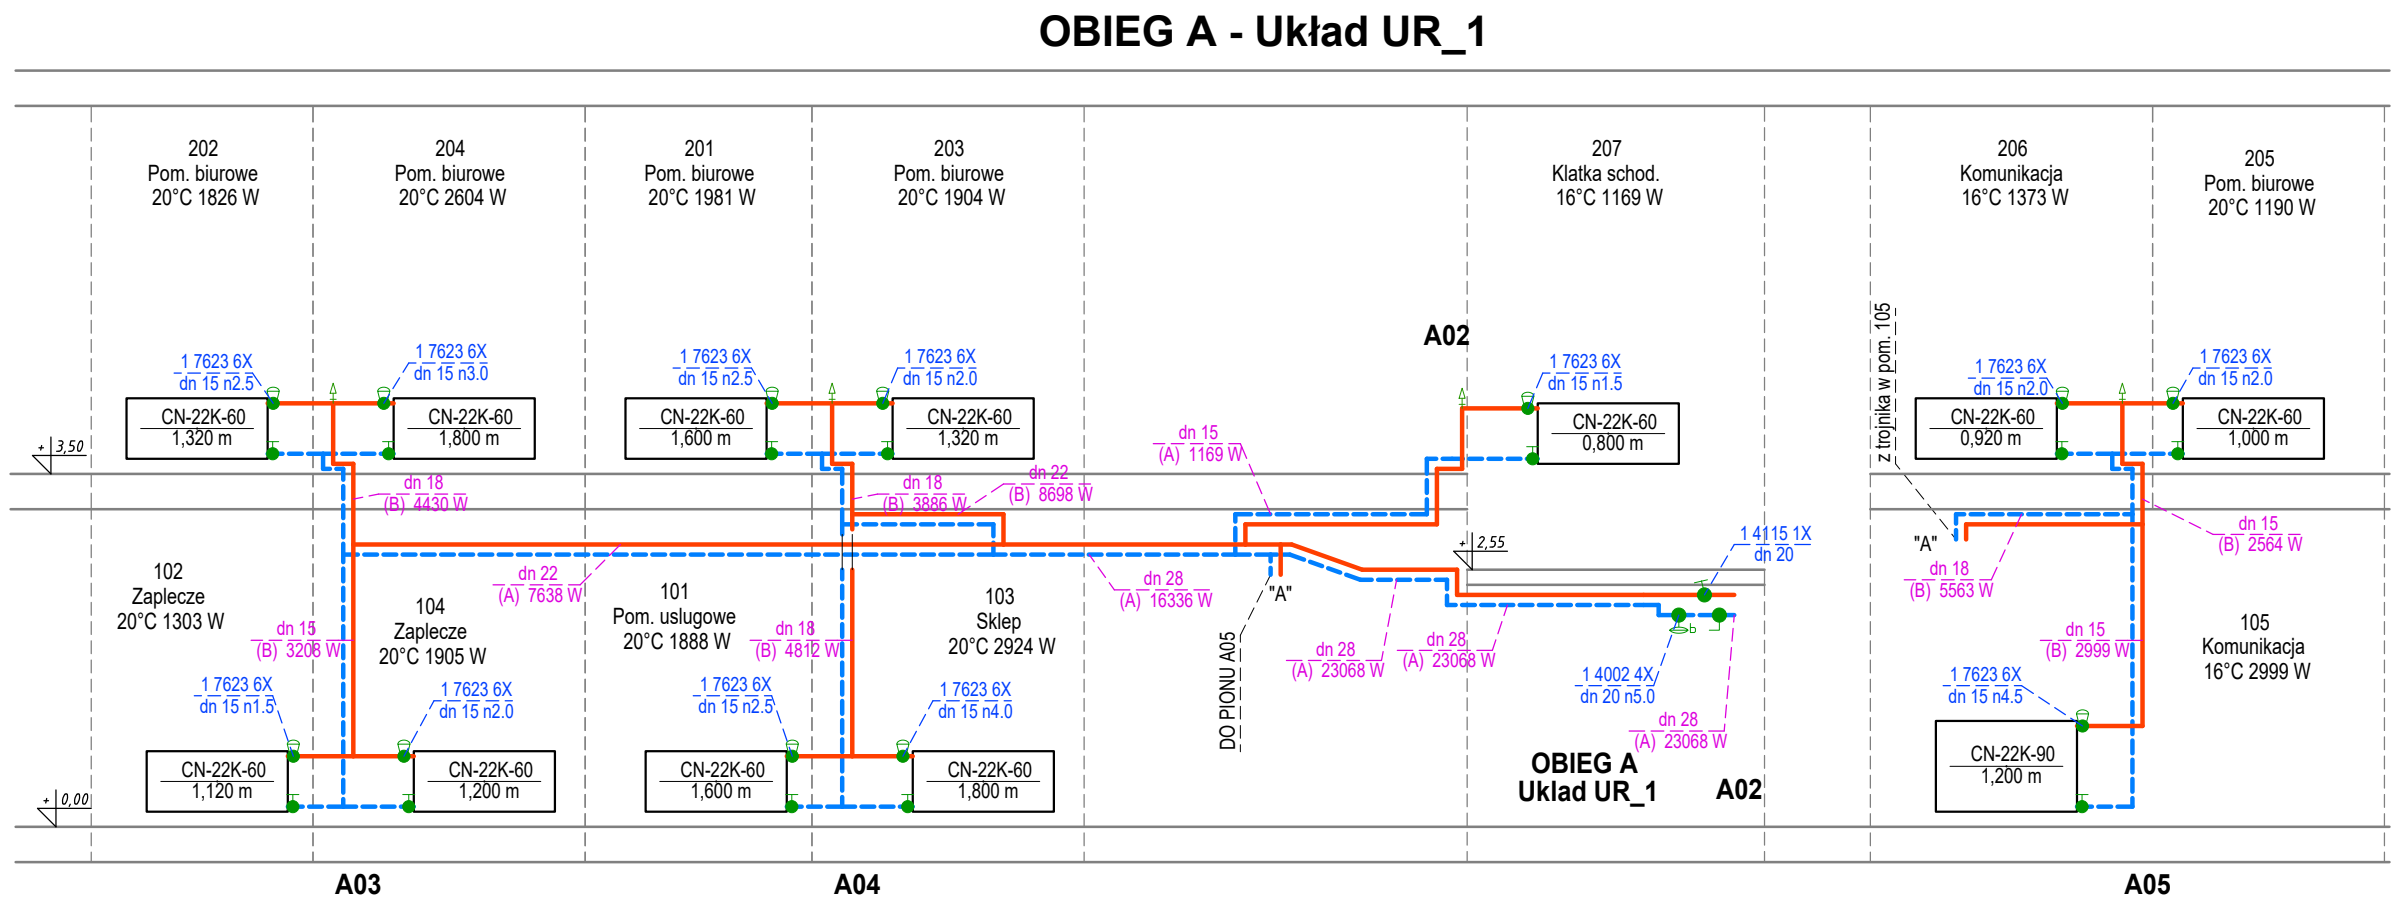 OBIEG A - Układ UR_1
202
Pom. biurowe
20°C 1826 W
204
Pom. biurowe
20°C 2604 W
201
Pom. biurowe
20°C 1981 W
203
Pom. biurowe
20°C 1904 W
207
Klatka schod.
16°C 1169 W
206
Komunikacja
16°C 1373 W
205
Pom. biurowe
20°C 1190 W
A02
z trojnika w pom. 105
1 7623 6X
dn 15 n2.5
1 7623 6X
dn 15 n3.0
1 7623 6X
dn 15 n2.5
1 7623 6X
dn 15 n2.0
1 7623 6X
dn 15 n1.5
1 7623 6X
dn 15 n2.0
1 7623 6X
dn 15 n2.0
CN-22K-60
1,320 m
CN-22K-60
1,800 m
CN-22K-60
1,600 m
CN-22K-60
1,320 m
CN-22K-60
0,800 m
CN-22K-60
0,920 m
CN-22K-60
1,000 m
+ 3,50
dn 15
(A) 1169 W
dn 18
(B) 4430 W
dn 18
(B) 3886 W
dn 22
(B) 8698 W
dn 15
(B) 2564 W
+ 2,55
1 4115 1X
dn 20
"A"
dn 22
(A) 7638 W
dn 28
(A) 16336 W
"A"
dn 18
(B) 5563 W
102
Zaplecze
20°C 1303 W
104
Zaplecze
20°C 1905 W
101
Pom. uslugowe
20°C 1888 W
103
Sklep
20°C 2924 W
105
Komunikacja
16°C 2999 W
dn 15
(B) 3208 W
dn 18
(B) 4812 W
DO PIONU A05
dn 28
(A) 23068 W
dn 28
(A) 23068 W
dn 15
(B) 2999 W
1 7623 6X
dn 15 n1.5
1 7623 6X
dn 15 n2.0
1 7623 6X
dn 15 n2.5
1 7623 6X
dn 15 n4.0
b
1 4002 4X
dn 20 n5.0
dn 28
(A) 23068 W
1 7623 6X
dn 15 n4.5
CN-22K-60
1,120 m
CN-22K-60
1,200 m
CN-22K-60
1,600 m
CN-22K-60
1,800 m
OBIEG A
Uklad UR_1
A02
CN-22K-90
1,200 m
+ 0,00
A03
A04
A05